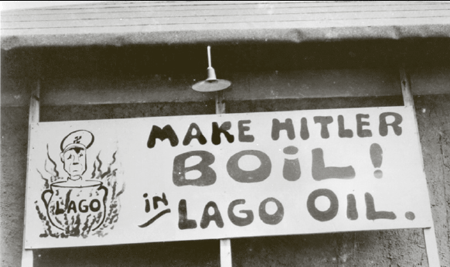 MAKE HITLER
BOiL!
iN LAGO OIL.
LAGO